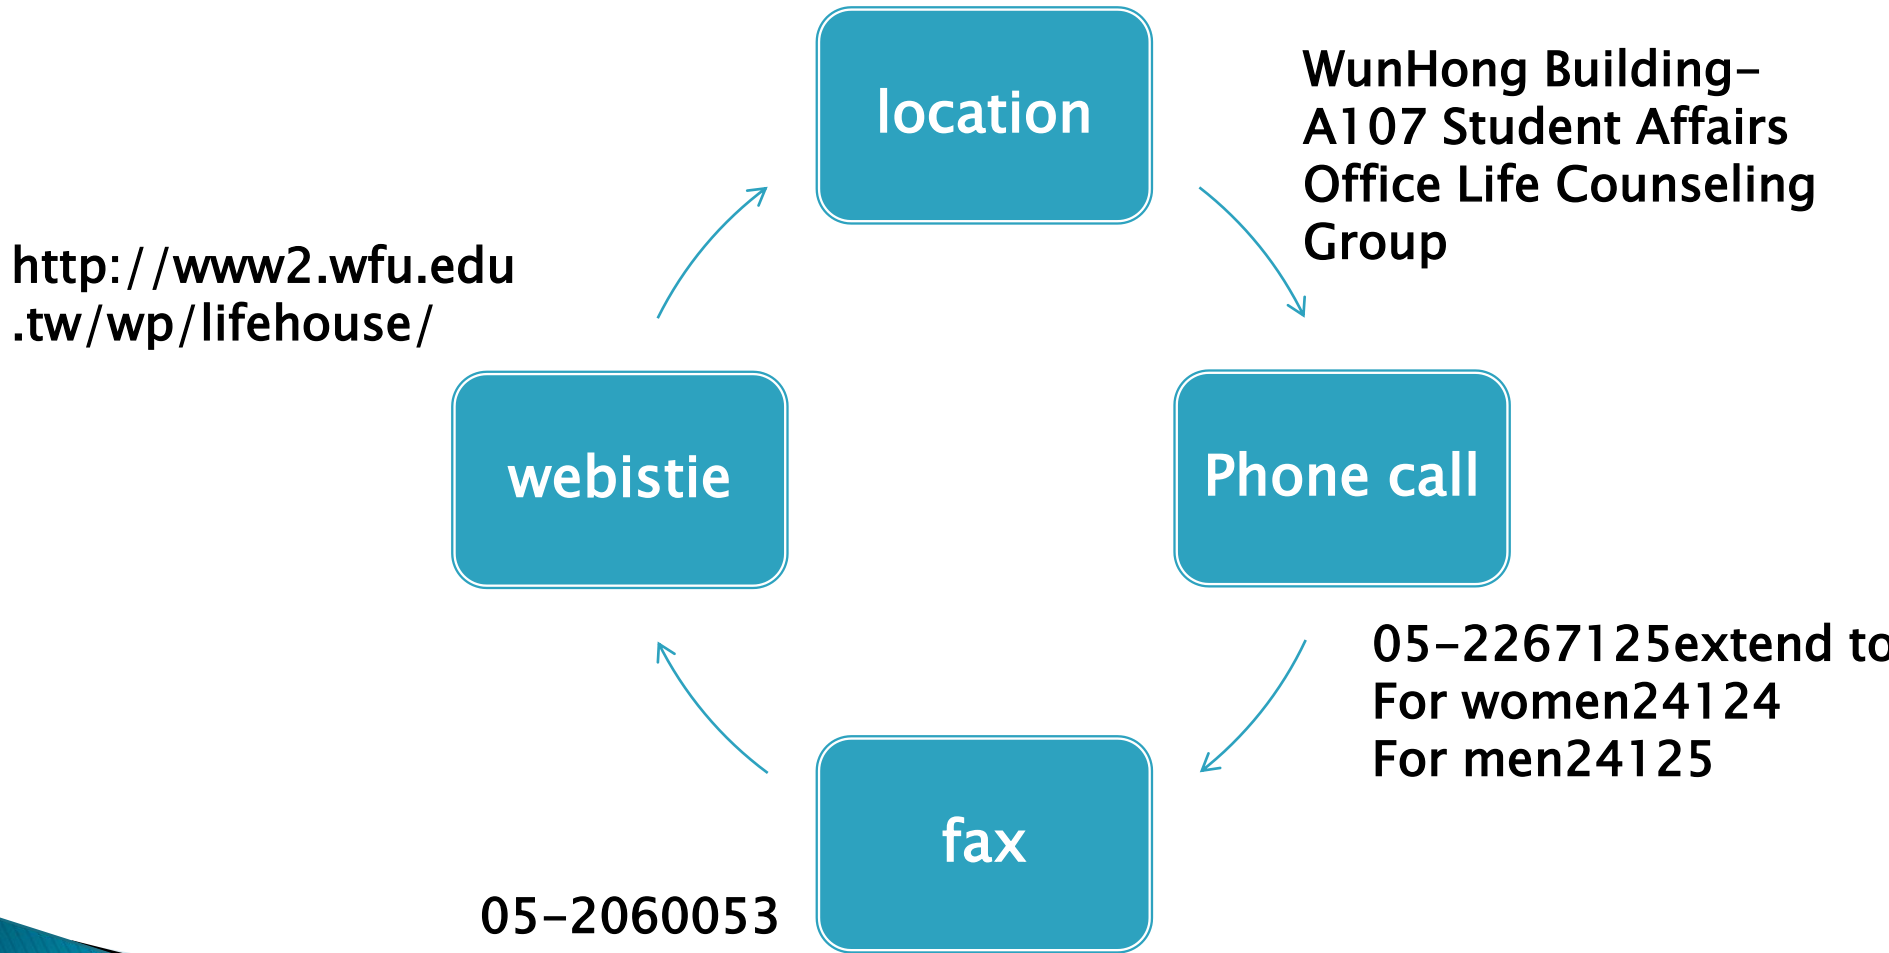 location
WunHong Building-
A107 Student Affairs
Office Life Counseling
Group
http://www2.wfu.edu
.tw/wp/lifehouse/
webistie
Phone call
05-2267125extend to
For women24124
For men24125
fax
05-2060053